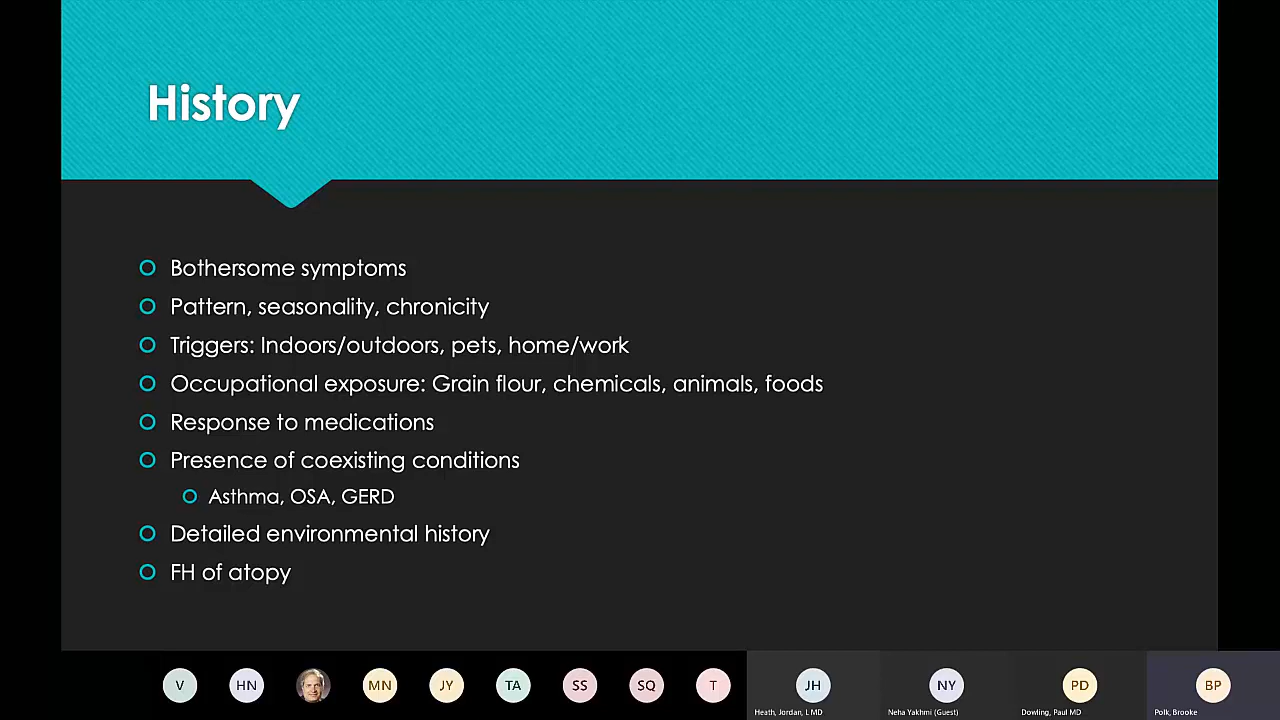 History
Bothersome symptoms
Pattern, seasonality, chronicity
Triggers: Indoors/outdoors, pets, home/work
Occupational exposure: Grain flour, chemicals, animals, foods
Response to medications
Presence of coexisting conditions
Asthma, OSA, GERD
Detailed environmental history
FH of atopy
V HN MN JY TA SS SQ T JH NY PD BP
Heath, Jordan, L MD Neha Yakhmi (Guest) Dowling, Paul MD Polk, Brooke